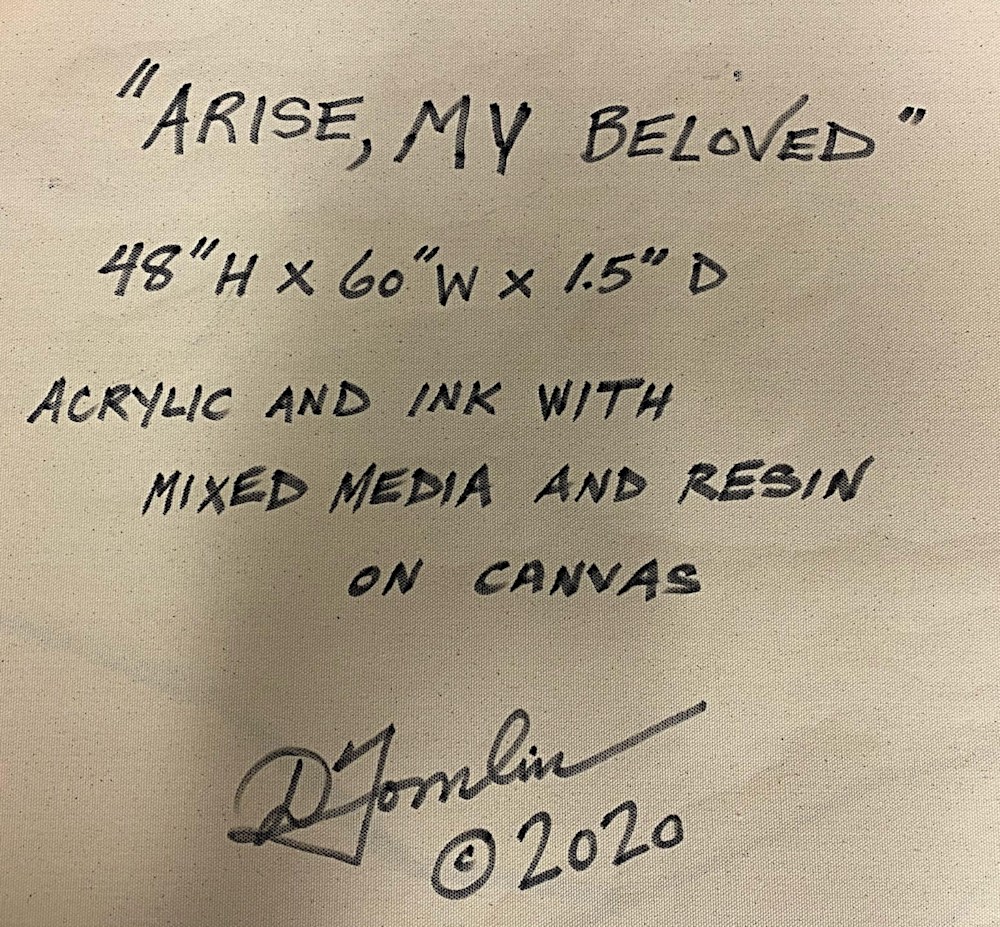 "ARISE, MY BELOVED"
48"H x 60"W x 1.5" D
ACRYLIC AND INK WITH
MIXED MEDIA AND RESIN
ON CANVAS
D Tomlin
©2020